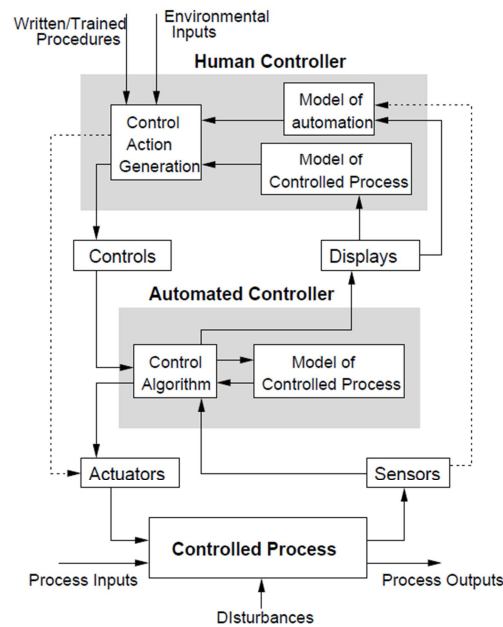 Written/Trained
Procedures
Environmental
Inputs
Human Controller
Control
Action
Generation
Model of
automation
Model of
Controlled Process
Controls
Displays
Automated Controller
Control
Algorithm
Model of
Controlled Process
Actuators
Sensors
Controlled Process
Process Inputs
Process Outputs
DIsturbances